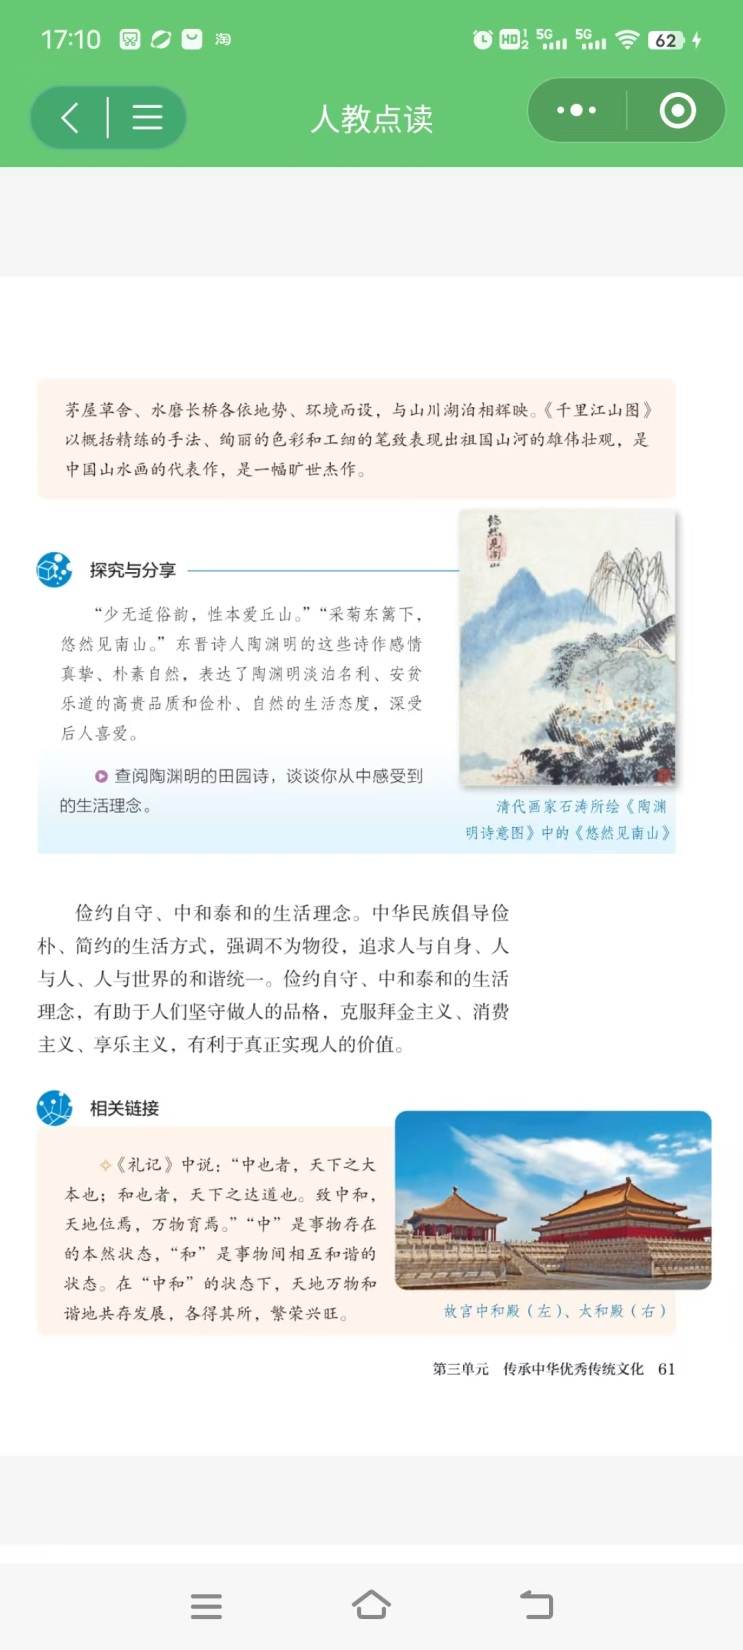 17:10
淘
HD 1 2
5G
5G
62
人教点读
茅屋草舍、水磨长桥各依地势、环境而设，与山川湖泊相辉映。《千里江山图》
以概括精练的手法、绚丽的色彩和工细的笔致表现出祖国山河的雄伟壮观，是
中国山水画的代表作，是一幅旷世杰作。
探究与分享
“少无适俗韵，性本爱丘山。”“采菊东篱下，
悠然见南山。”东晋诗人陶渊明的这些诗作感情
真挚、朴素自然，表达了陶渊明淡泊名利、安贫
乐道的高贵品质和俭朴、自然的生活态度，深受
后人喜爱。
查阅陶渊明的田园诗，谈谈你从中感受到
的生活理念。
悠然见南山
清代画家石涛所绘《陶渊
明诗意图》中的《悠然见南山》
俭约自守、中和泰和的生活理念。中华民族倡导俭
朴、简约的生活方式，强调不为物役，追求人与自身、人
与人、人与世界的和谐统一。俭约自守、中和泰和的生活
理念，有助于人们坚守做人的品格，克服拜金主义、消费
主义、享乐主义，有利于真正实现人的价值。
相关链接
《礼记》中说：“中也者，天下之大
本也；和也者，天下之达道也。致中和，
天地位焉，万物育焉。”“中”是事物存在
的本然状态，“和”是事物间相互和谐的
状态。在“中和”的状态下，天地万物和
谐地共存发展，各得其所，繁荣兴旺。
故宫中和殿（左）、太和殿（右）
第三单元 传承中华优秀传统文化 61